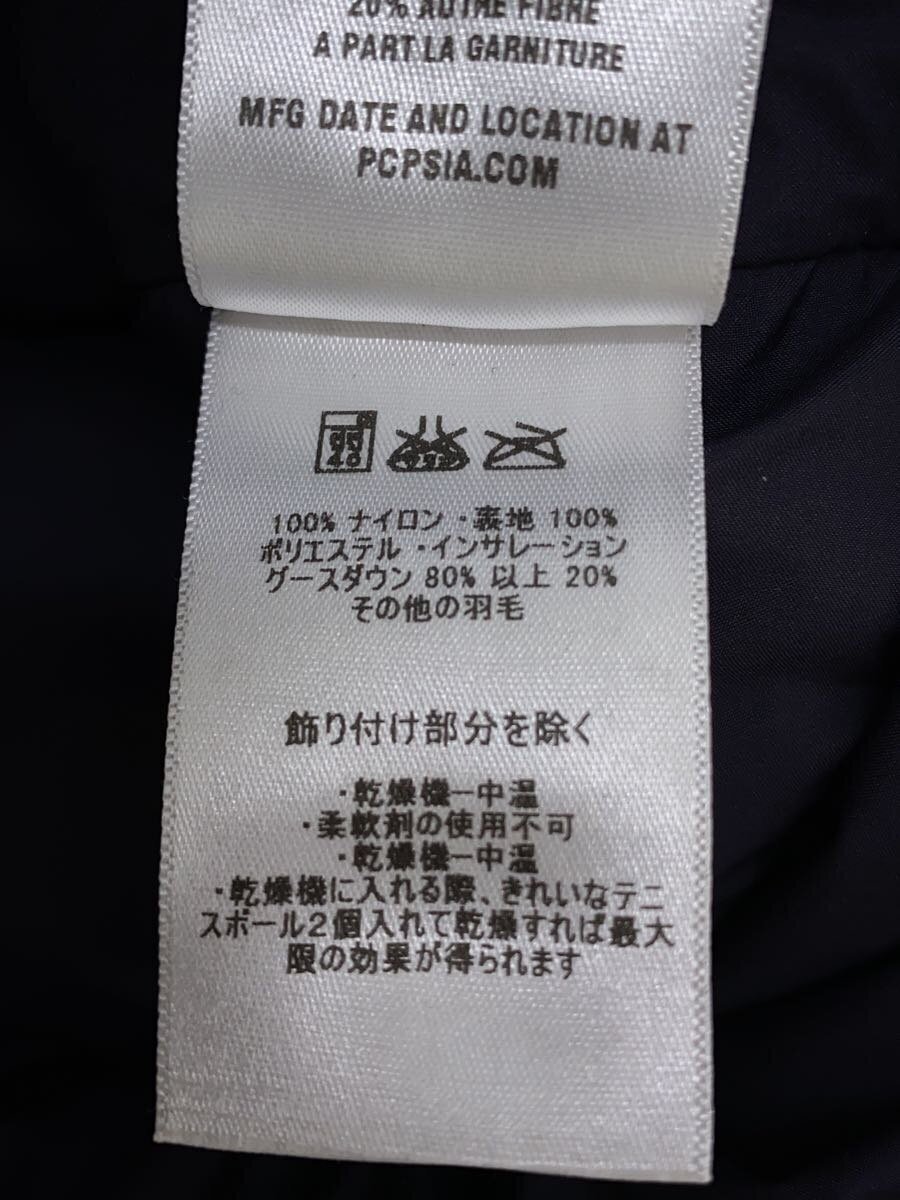 20% AUTRE FIBRE
A PART LA GARNITURE
MFG DATE AND LOCATION AT
PCPSIA.COM
40
100% ナイロン・表地 100%
ポリエステル ・インサレーション
グースダウン 80% 以上 20%
その他の羽毛
飾り付け部分を除く
・乾燥機ー中温
・柔軟剤の使用不可
・乾燥機ー中温
・乾燥機に入れる際、きれいなテニ
スボール2個入れて乾燥すれば最大
限の効果が得られます